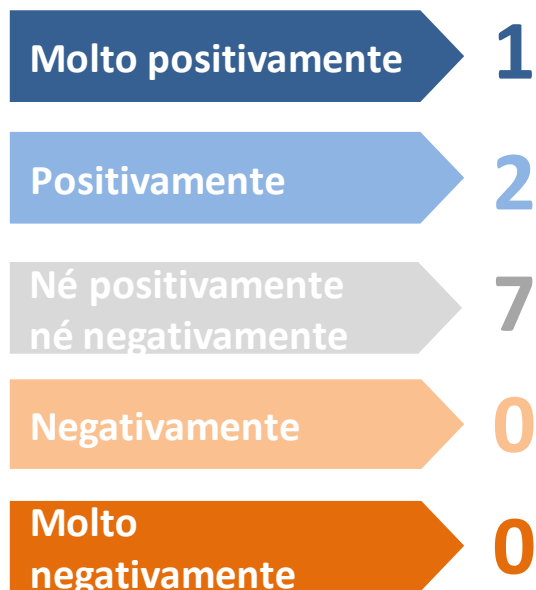 Molto positivamente 1
Positivamente 2
Né positivamente
né negativamente 7
Negativamente 0
Molto
negativamente 0